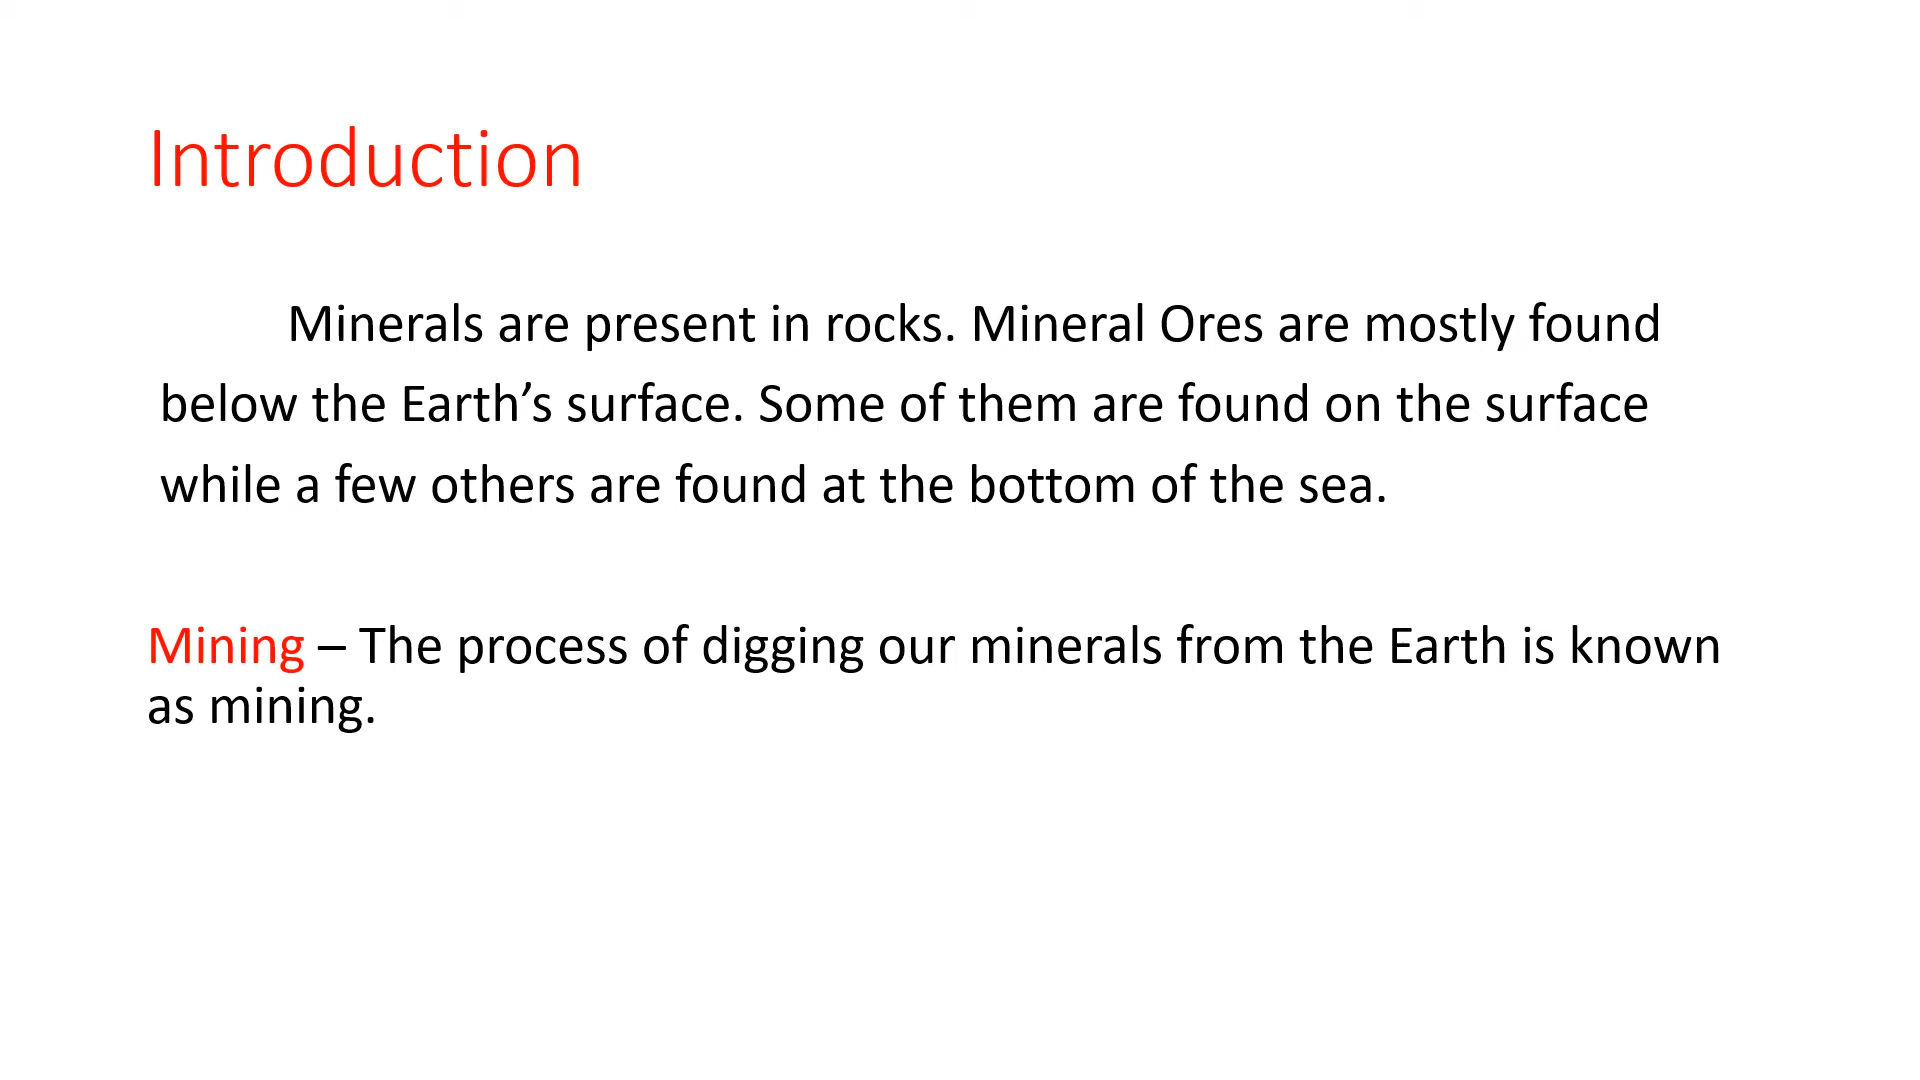 Introduction
Minerals are present in rocks. Mineral Ores are mostly found
below the Earth’s surface. Some of them are found on the surface
while a few others are found at the bottom of the sea.
Mining – The process of digging our minerals from the Earth is known
as mining.